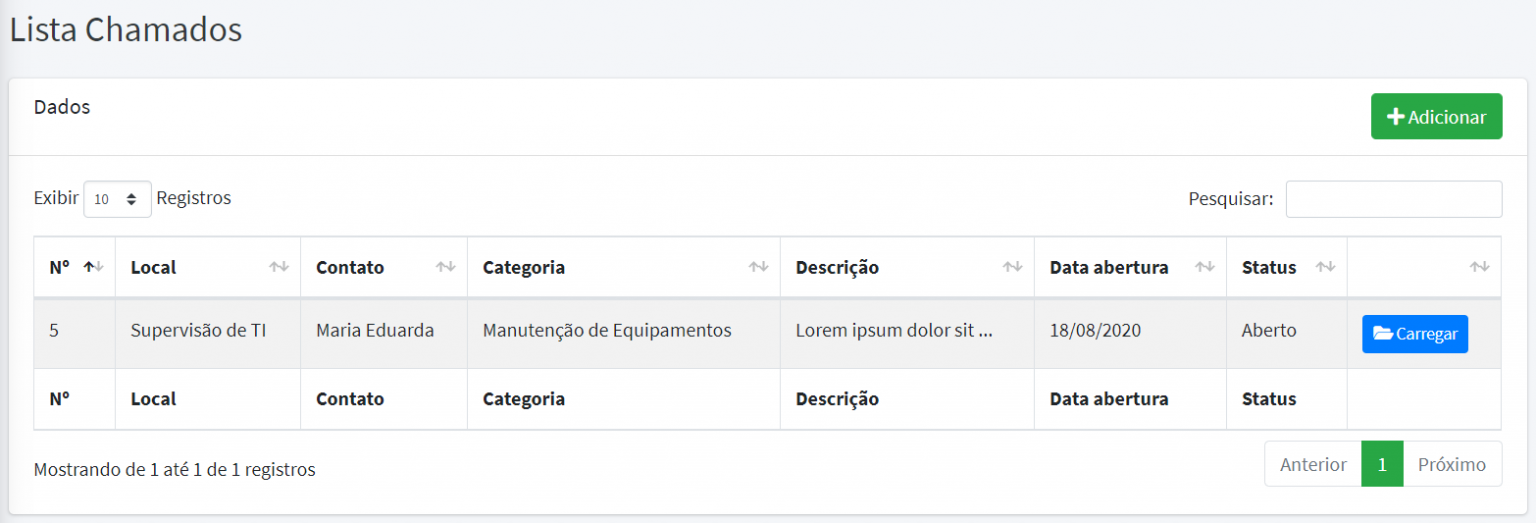 Lista Chamados
Dados
Adicionar
Exibir 10 Registros
Pesquisar:
Nº Local Contato Categoria Descrição Data abertura Status
5 Supervisão de TI Maria Eduarda Manutenção de Equipamentos Lorem ipsum dolor sit ... 18/08/2020 Aberto Carregar
Nº Local Contato Categoria Descrição Data abertura Status
Mostrando de 1 até 1 de 1 registros
Anterior 1 Próximo